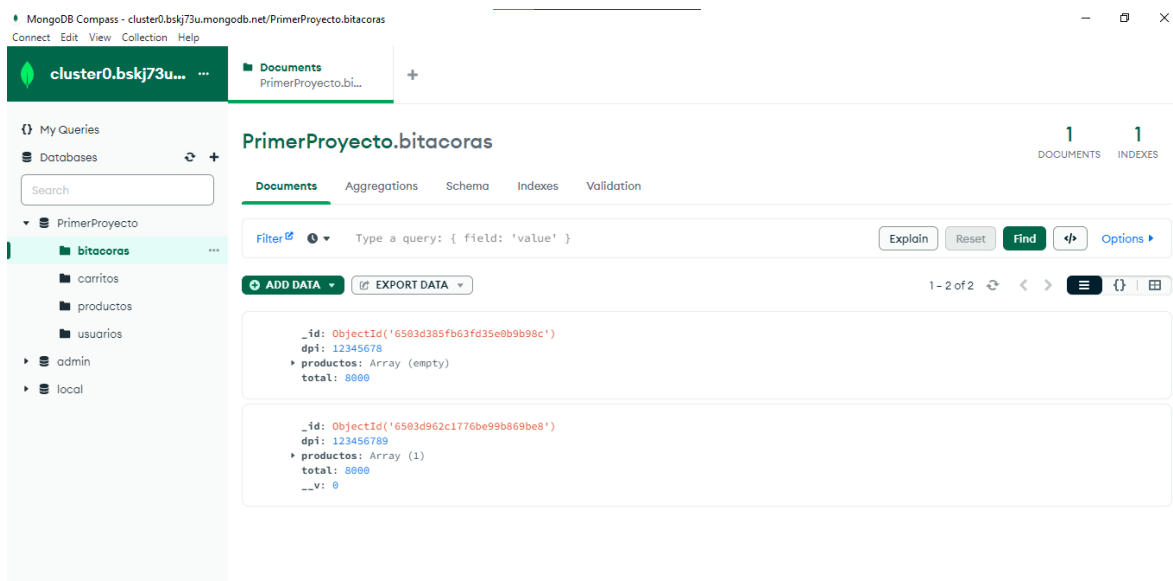 MongoDB Compass - cluster0.bskj73u.mongodb.net/PrimerProyecto.bitacoras
Connect Edit View Collection Help
cluster0.bskj73u... ...
Documents
PrimerProyecto.bi...
+
{} My Queries
Databases
+
Search
PrimerProyecto
bitacoras ...
carritos
productos
usuarios
admin
local
PrimerProyecto.bitacoras
1
DOCUMENTS
1
INDEXES
Documents Aggregations Schema Indexes Validation
Filter Type a query: { field: 'value' } Explain Reset Find </> Options
ADD DATA EXPORT DATA 1 – 2 of 2 {}
_id: ObjectId('6503d385fb63fd35e0b9b98c')
dpi: 12345678
productos: Array (empty)
total: 8000
_id: ObjectId('6503d962c1776be99b869be8')
dpi: 123456789
productos: Array (1)
total: 8000
__v: 0